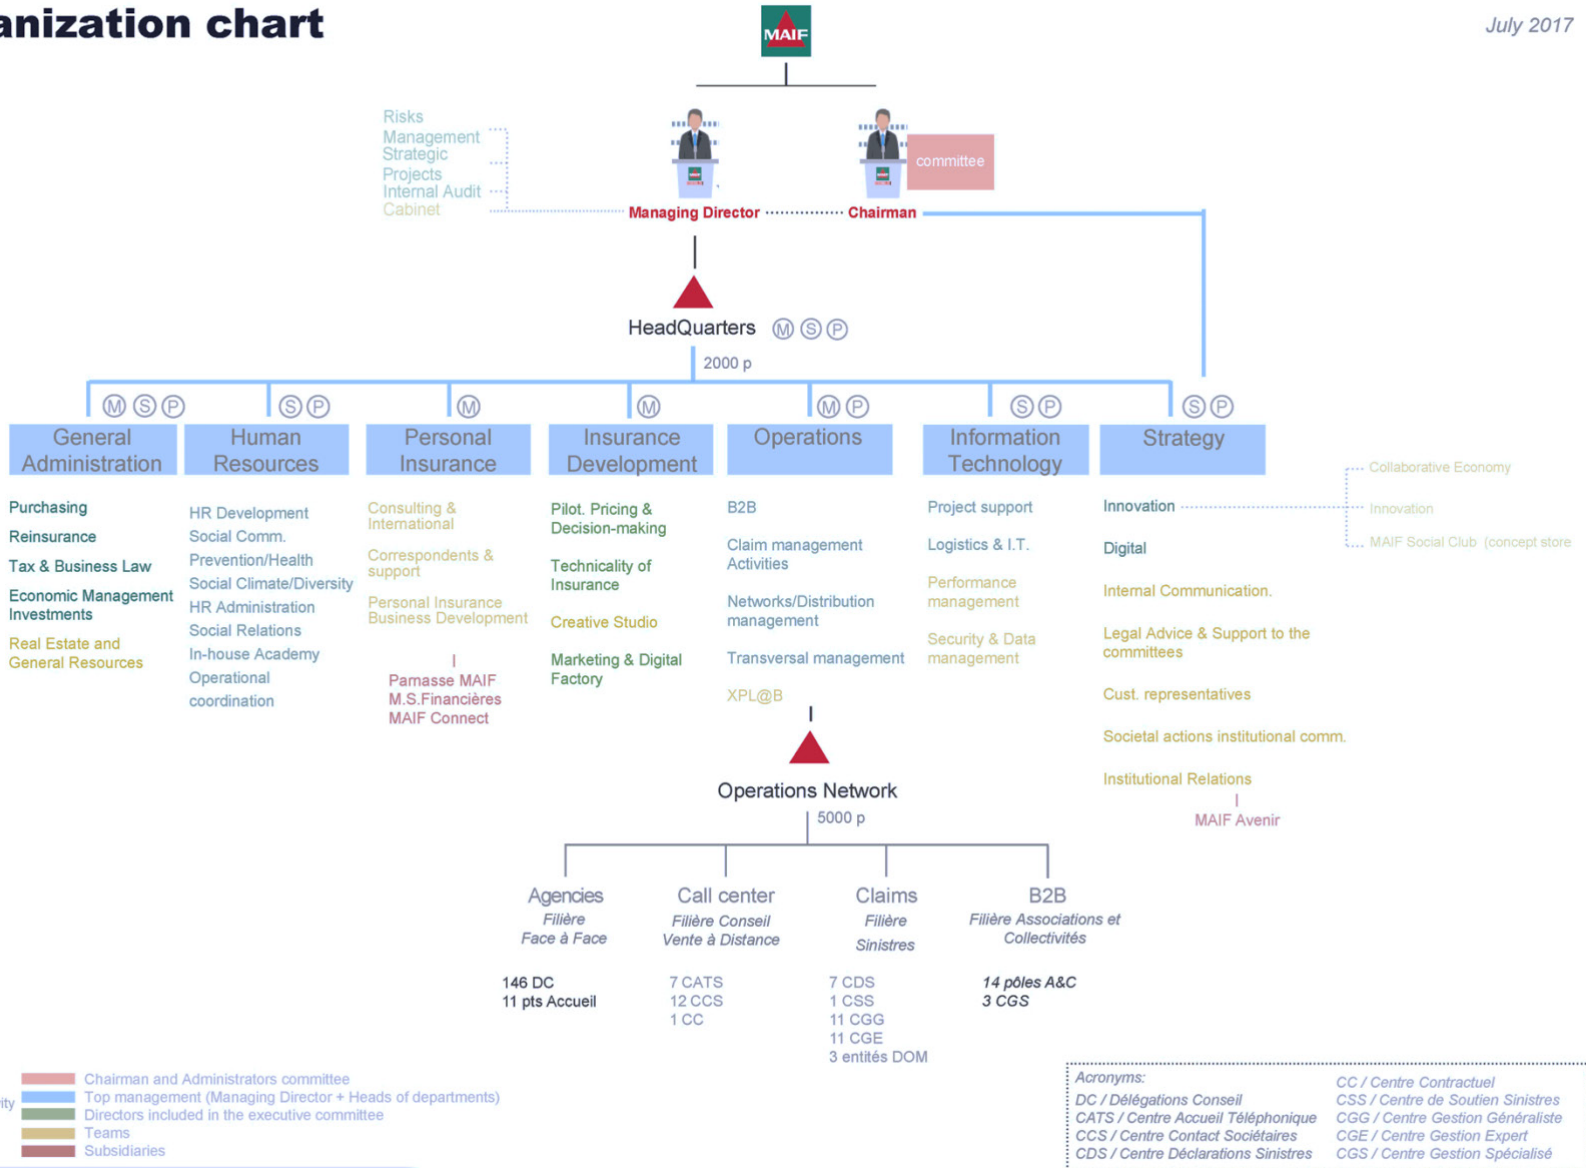 anization chart
MAIF
July 2017
Risks
Management
Strategic
Projects
Internal Audit
Cabinet
committee
Managing Director
Chairman
HeadQuarters M S P
2000 p
M S P
S P
M
M
M P
S P
S P
General
Administration
Human
Resources
Personal
Insurance
Insurance
Development
Operations
Information
Technology
Strategy
Purchasing
Reinsurance
Tax & Business Law
Economic Management
Investments
Real Estate and
General Resources
HR Development
Social Comm.
Prevention/Health
Social Climate/Diversity
HR Administration
Social Relations
In-house Academy
Operational
coordination
Consulting &
International
Correspondents &
support
Personal Insurance
Business Development
Parnasse MAIF
M.S.Financières
MAIF Connect
Pilot. Pricing &
Decision-making
Technicality of
Insurance
Creative Studio
Marketing & Digital
Factory
B2B
Claim management
Activities
Networks/Distribution
management
Transversal management
XPL@B
Project support
Logistics & I.T.
Performance
management
Security & Data
management
Innovation
Digital
Internal Communication.
Legal Advice & Support to the
committees
Cust. representatives
Societal actions institutional comm.
Institutional Relations
MAIF Avenir
Collaborative Economy
Innovation
MAIF Social Club (concept store
Operations Network
5000 p
Agencies
Filière
Face à Face
146 DC
11 pts Accueil
Call center
Filière Conseil
Vente à Distance
7 CATS
12 CCS
1 CC
Claims
Filière
Sinistres
7 CDS
1 CSS
11 CGG
11 CGE
3 entités DOM
B2B
Filière Associations et
Collectivités
14 pôles A&C
3 CGS
ity
Chairman and Administrators committee
Top management (Managing Director + Heads of departments)
Directors included in the executive committee
Teams
Subsidiaries
Acronyms:
DC / Délégations Conseil
CATS / Centre Accueil Téléphonique
CCS / Centre Contact Sociétaires
CDS / Centre Déclarations Sinistres
CC / Centre Contractuel
CSS / Centre de Soutien Sinistres
CGG / Centre Gestion Généraliste
CGE / Centre Gestion Expert
CGS / Centre Gestion Spécialisé